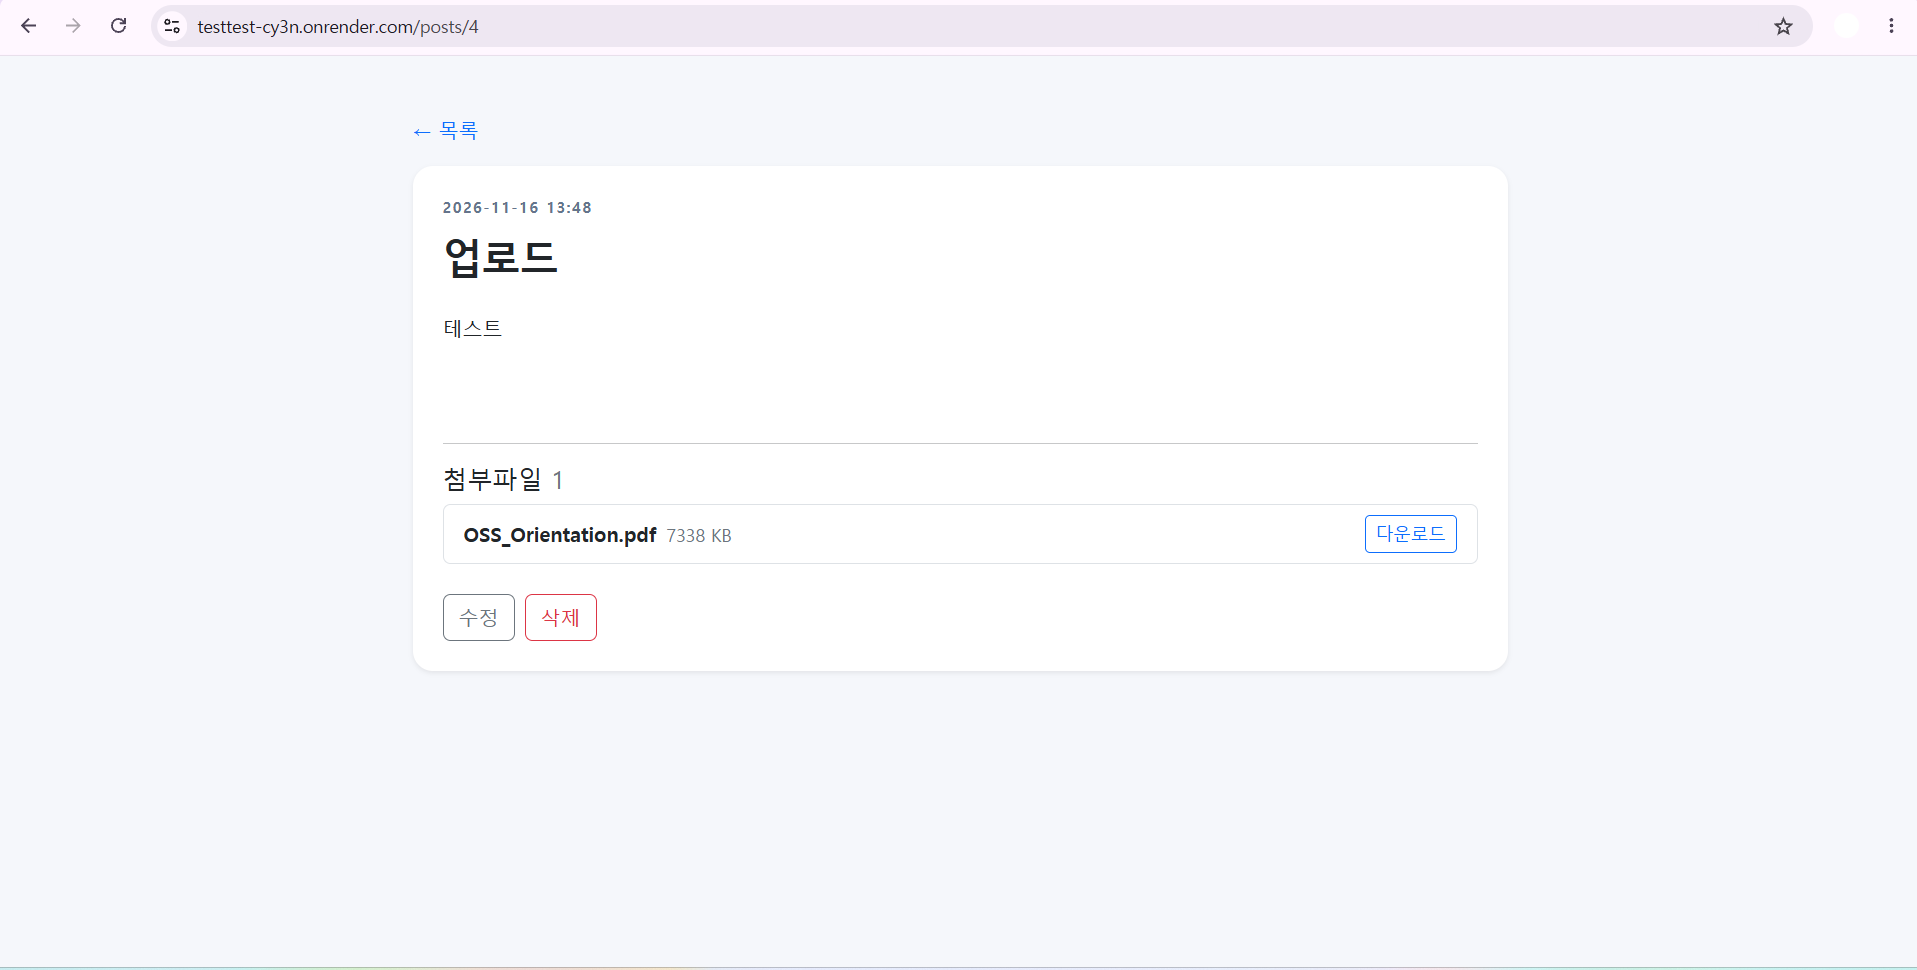 testtest-cy3n.onrender.com/posts/4
← 목록
2026-11-16 13:48
업로드
테스트
첨부파일 1
OSS_Orientation.pdf 7338 KB
다운로드
수정
삭제